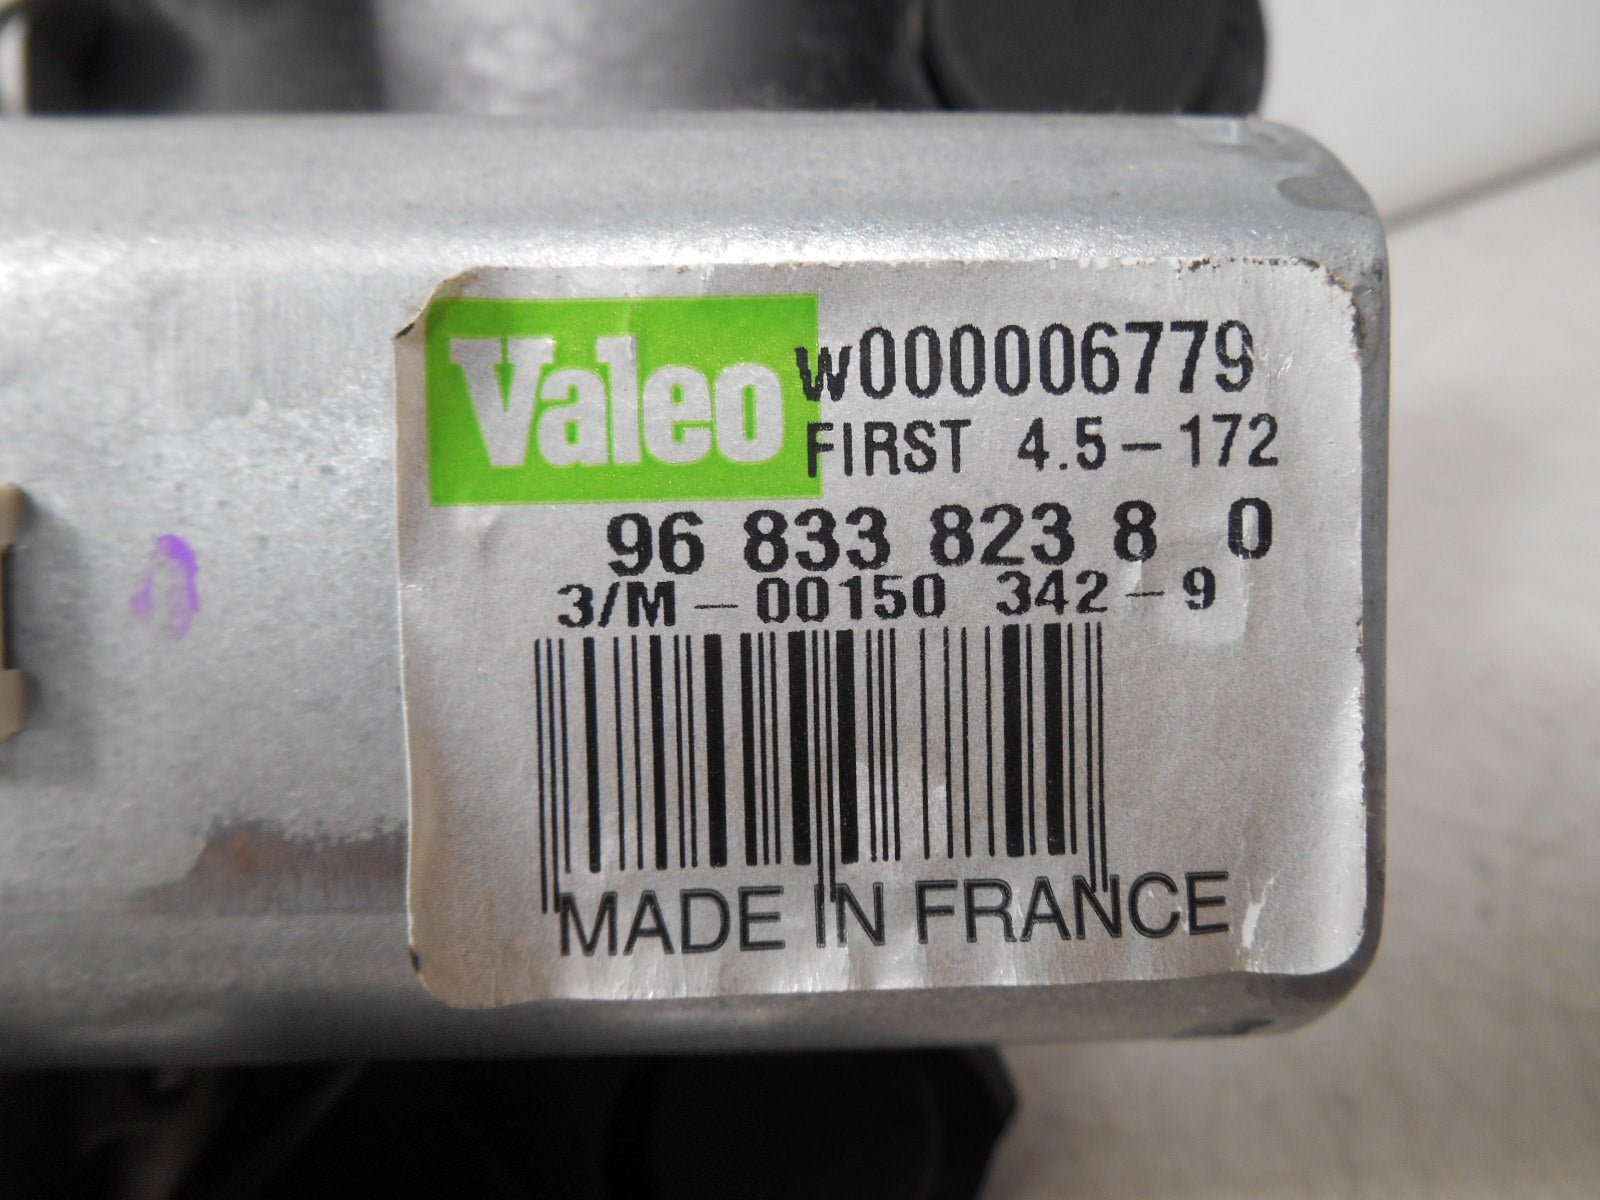 Valeo
w000006779
FIRST 4.5-172
96 833 823 8 0
3/M-00150 342-9
MADE IN FRANCE